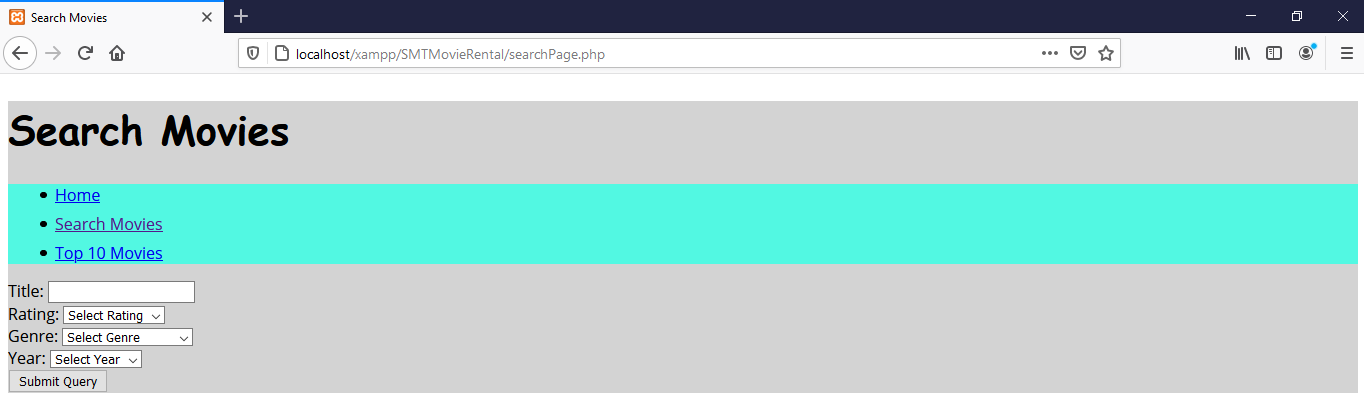 Search Movies
localhost/xampp/SMTMovieRental/searchPage.php
Search Movies
Home
Search Movies
Top 10 Movies
Title:
Rating: Select Rating
Genre: Select Genre
Year: Select Year
Submit Query